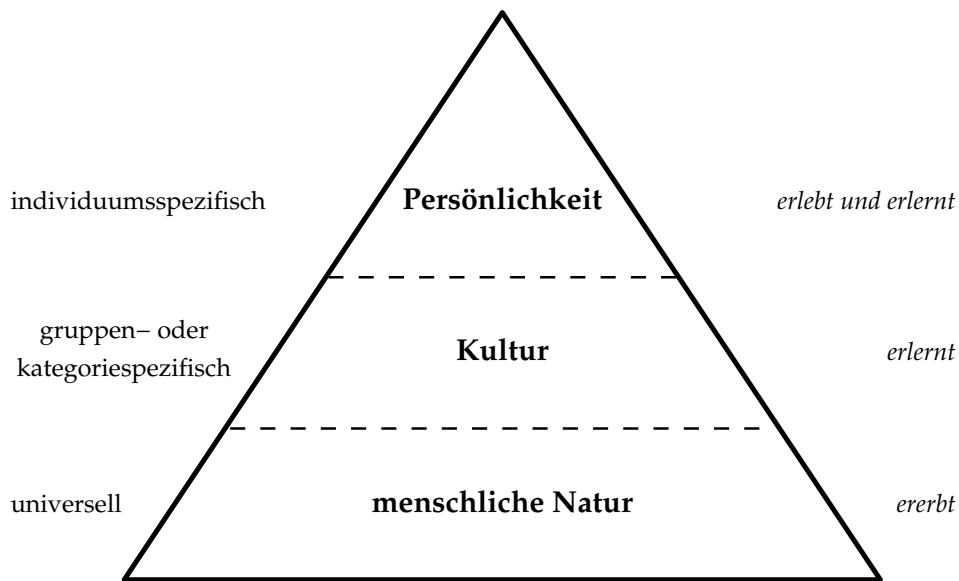 individuumsspezifisch
Persönlichkeit
erlebt und erlernt
gruppen– oder
kategoriespezifisch
Kultur
erlernt
universell
menschliche Natur
ererbt